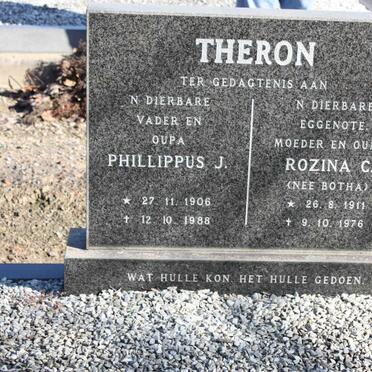 THERON
TER GEDAGTENIS AAN
N DIERBARE
VADER EN
OUPA
PHILLIPPUS J.
★ 27. 11. 1906
✝ 12. 10. 1988
N DIERBARE
EGGENOTE.
MOEDER EN OU
ROZINA C.
(NEE BOTHA)
★ 26. 8. 1911
✝ 9. 10. 1976
WAT HULLE KON. HET HULLE GEDOEN.